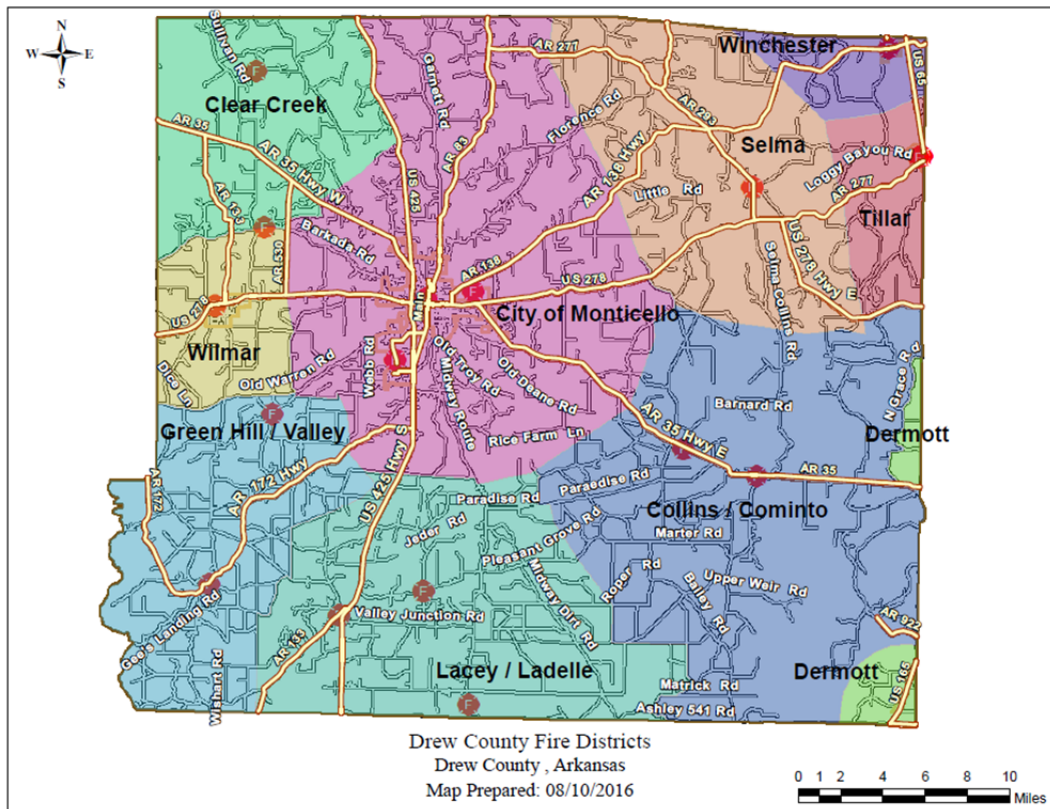 N
W E
S
Sullivan Rd
Clear Creek
Garnett Rd
AR 277
Winchester
US 65
AR 35
AR 35 Hwy W
US 425
AR 83
Florence Rd
AR 293
AR 138 Hwy
Selma
Loggy Bayou Rd
AR 277
Little Rd
Tillar
AR 133
AR 530
Barkada Rd
AR 138
US 278
US 278 Hwy E
Selma Collins Rd
Main
City of Monticello
US 278
Wilmar
Dice Ln
Old Warren Rd
Webb Rd
Old Troy Rd
Midway Route
Old Deane Rd
N Grace Rd
Barnard Rd
Green Hill / Valley
Rice Farm Ln
AR 35 Hwy E
Dermott
AR 172
AR 172 Hwy
US 425 Hwy S
Paradise Rd
Paradise Rd
AR 35
Collins / Cominto
Jeder Rd
Pleasant Grove Rd
Marter Rd
Midway Dirt Rd
Roper Rd
Bailey Rd
Upper Weir Rd
Gee's Landing Rd
Valley Junction Rd
AR 922
AR 133
Wishart Rd
Lacey / Ladelle
Dermott
Matrick Rd
US 165
Ashley 541 Rd
F
F
F
F
F
F
F
F
Drew County Fire Districts
Drew County , Arkansas
Map Prepared: 08/10/2016
0 1 2 4 6 8 10
Miles